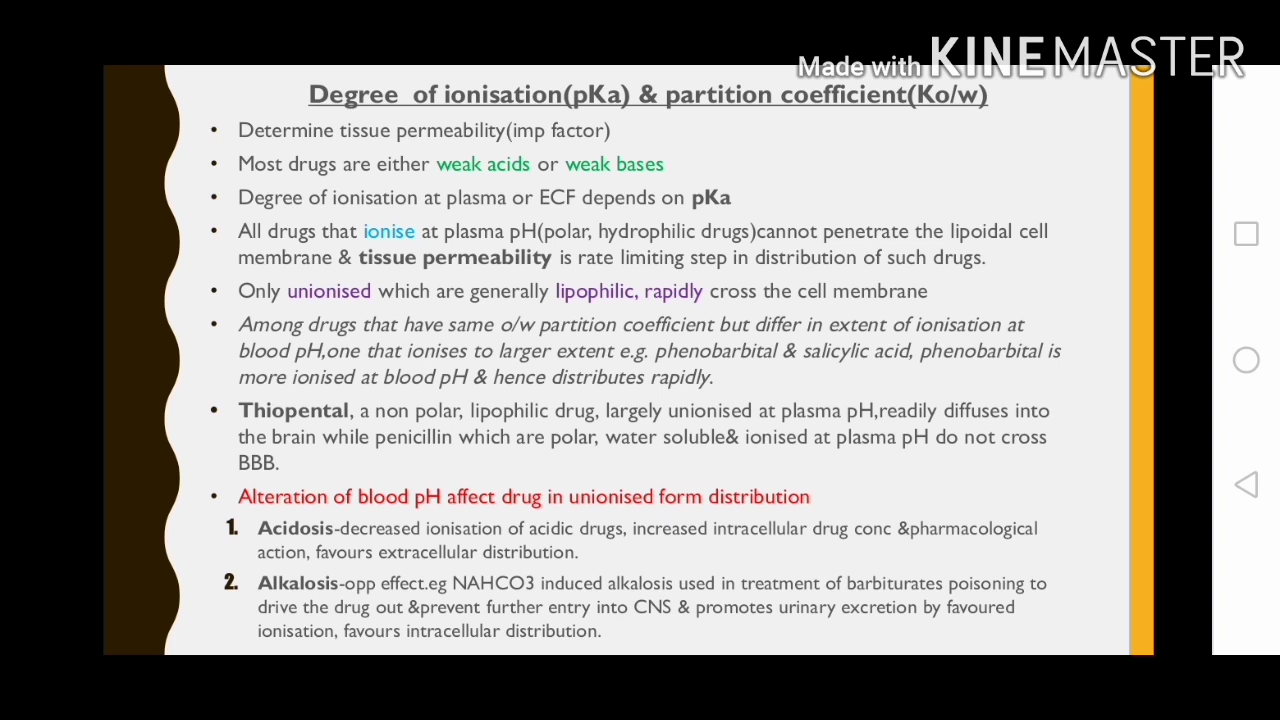 Made with KINEMASTER
Degree of ionisation(pKa) & partition coefficient(Ko/w)
• Determine tissue permeability(imp factor)
• Most drugs are either weak acids or weak bases
• Degree of ionisation at plasma or ECF depends on pKa
• All drugs that ionise at plasma pH(polar, hydrophilic drugs)cannot penetrate the lipoidal cell
membrane & tissue permeability is rate limiting step in distribution of such drugs.
• Only unionised which are generally lipophilic, rapidly cross the cell membrane
• Among drugs that have same o/w partition coefficient but differ in extent of ionisation at
blood pH,one that ionises to larger extent e.g. phenobarbital & salicylic acid, phenobarbital is
more ionised at blood pH & hence distributes rapidly.
• Thiopental, a non polar, lipophilic drug, largely unionised at plasma pH,readily diffuses into
the brain while penicillin which are polar, water soluble& ionised at plasma pH do not cross
BBB.
• Alteration of blood pH affect drug in unionised form distribution
1. Acidosis-decreased ionisation of acidic drugs, increased intracellular drug conc &pharmacological
action, favours extracellular distribution.
2. Alkalosis-opp effect.eg NAHCO3 induced alkalosis used in treatment of barbiturates poisoning to
drive the drug out &prevent further entry into CNS & promotes urinary excretion by favoured
ionisation, favours intracellular distribution.